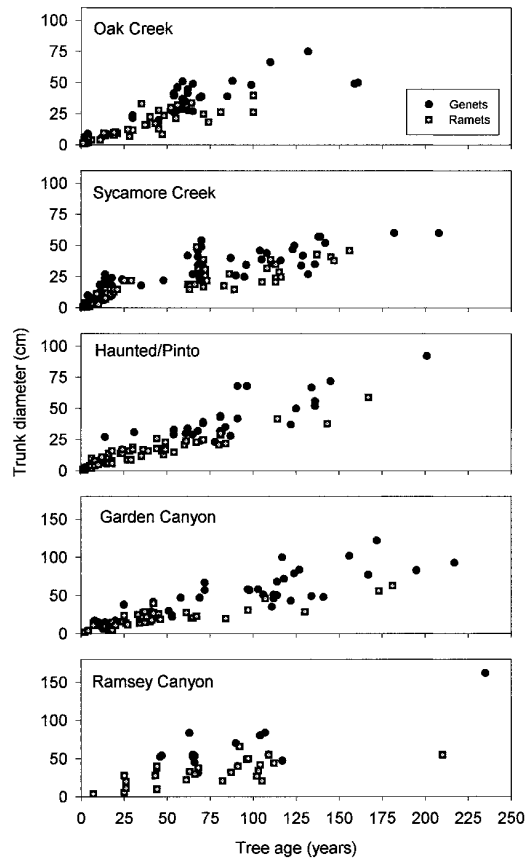 Oak Creek
100
75
50
25
0
Genets
Ramets
Sycamore Creek
100
75
50
25
0
Haunted/Pinto
100
75
50
25
0
Trunk diameter (cm)
Garden Canyon
150
100
50
0
Ramsey Canyon
150
100
50
0
0 25 50 75 100 125 150 175 200 225 250
Tree age (years)